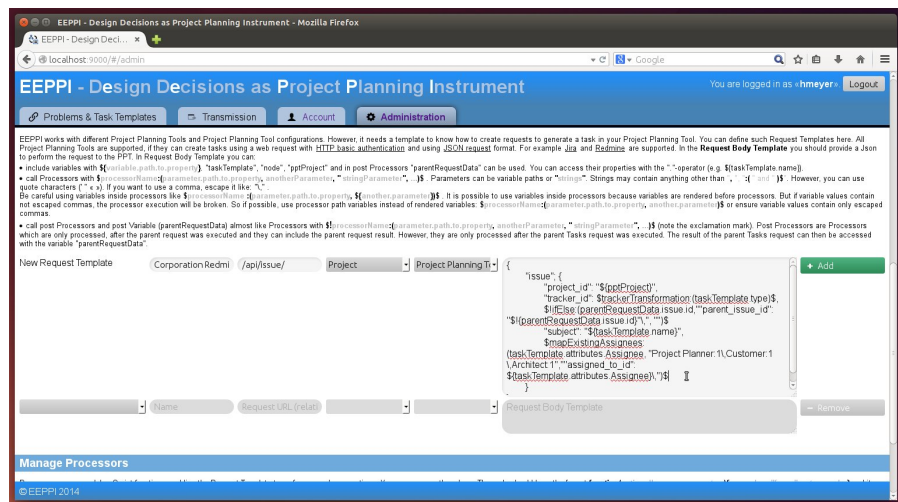 EEPPI - Design Decisions as Project Planning Instrument - Mozilla Firefox
EEPPI - Design Deci...
localhost:9000/#/admin
Google
EEPPI - Design Decisions as Project Planning Instrument
You are logged in as «hmeyer»
Logout
Problems & Task Templates
Transmission
Account
Administration
EEPPI works with different Project Planning Tools and Project Planning Tool configurations. However, it needs a template to know how to create requests to generate a task in your Project Planning Tool. You can define such Request Templates here. All
Project Planning Tools are supported, if they can create tasks using a web request with HTTP basic authentication and using JSON request format. For example Jira and Redmine are supported. In the Request Body Template you should provide a Json
to perform the request to the PPT. In Request Body Template you can:
• include variables with ${variable.path.to.property}. "taskTemplate", "node", "pptProject" and in post Processors "parentRequestData" can be used. You can access their properties with the "."-operator (e.g. ${taskTemplate.name}).
• call Processors with $processorName:(parameter.path.to.property, anotherParameter, "stringParameter", ...)$ . Parameters can be variable paths or "strings". Strings may contain anything other than
However, you can use
quote characters
If you want to use a comma, escape it like: "\," .
Be careful using variables inside processors like $processorName:(parameter.path.to.property, ${another.parameter})$ . It is possible to use variables inside processors because variables are rendered before processors. But if variable values contain
not escaped commas, the processor execution will be broken. So if possible, use processor path variables instead of rendered variables: $processorName:(parameter.path.to.property, another.parameter)$ or ensure variable values contain only escaped
commas.
• call post Processors and post Variable (parentRequestData) almost like Processors with $!processorName:(parameter.path.to.property, anotherParameter, "stringParameter", ...)$ (note the exclamation mark). Post Processors are Processors
which are only processed, after the parent request was executed and they can include the parent request result. However, they are only processed after the parent Tasks request was executed. The result of the parent Tasks request can then be accessed
with the variable "parentRequestData".
New Request Template
Corporation Redmi
/api/issue/
Project
Project Planning T
+ Add
{
"issue": {
"project_id": "${pptProject}",
"tracker_id": $trackerTransformation:(taskTemplate.type)$,
$!ifElse:(parentRequestData.issue.id,""parent_issue_id":
"$!{parentRequestData.issue.id}"\,", "")$
"subject": "${taskTemplate.name}",
$mapExistingAssignees:
(taskTemplate.attributes.Assignee, "Project Planner:1\,Customer:1
\,Architect:1",""assigned_to_id":
${taskTemplate.attributes.Assignee}\,")$
}
Name
Request URL (relati
Request Body Template
− Remove
Manage Processors
© EEPPI 2014